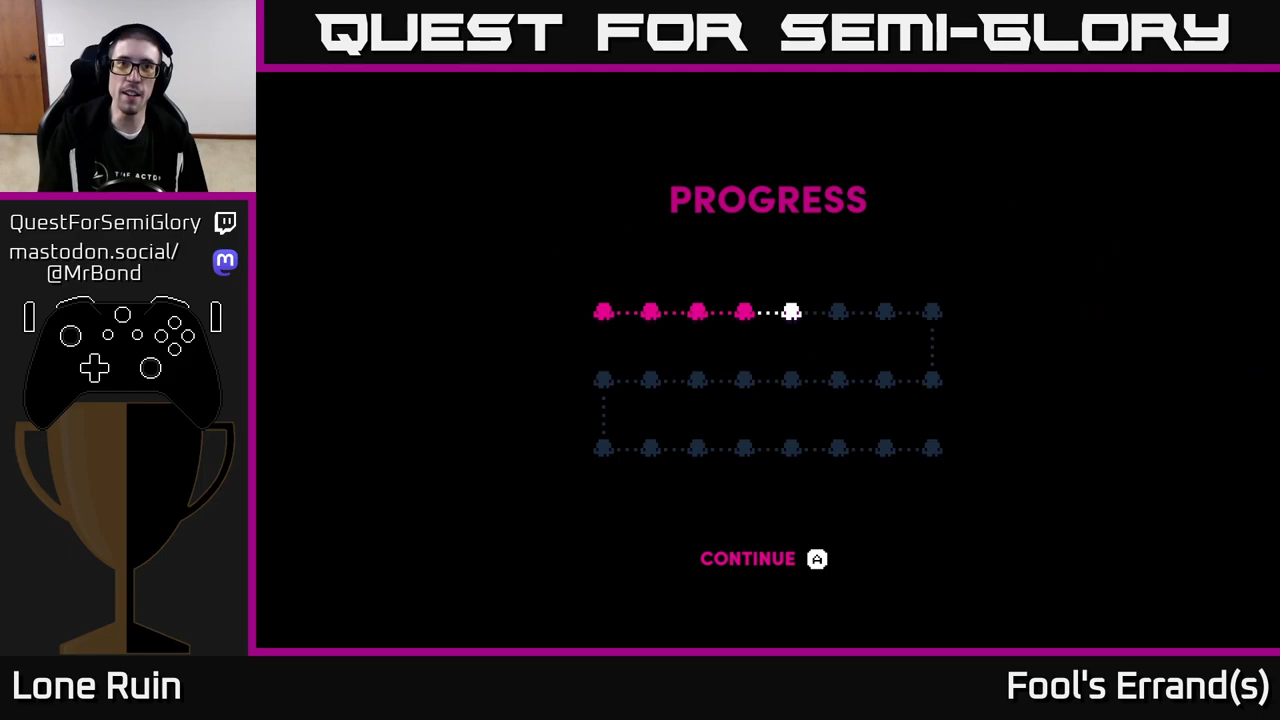 QUEST FOR SEMI-GLORY
QuestForSemiGlory
mastodon.social/
@MrBond
PROGRESS
CONTINUE A
Lone Ruin
Fool's Errand(s)